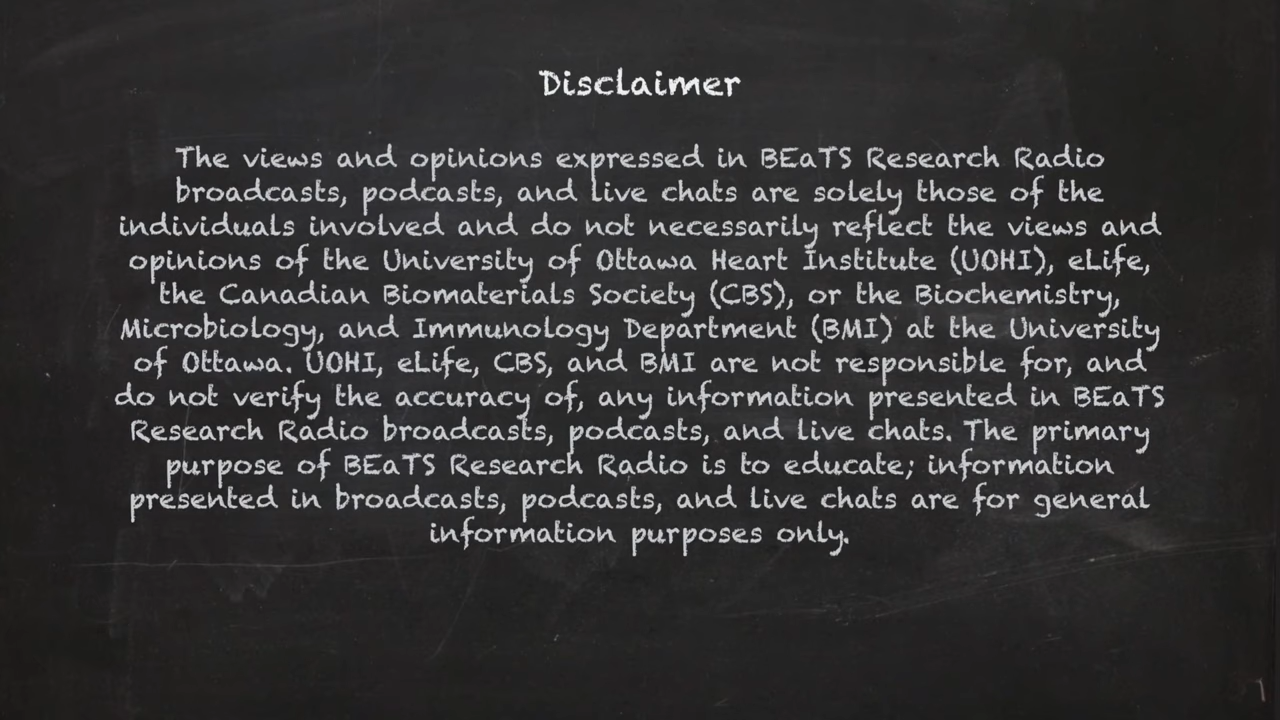 Disclaimer
The views and opinions expressed in BEaTS Research Radio
broadcasts, podcasts, and live chats are solely those of the
individuals involved and do not necessarily reflect the views and
opinions of the University of Ottawa Heart Institute (UOHI), eLife,
the Canadian Biomaterials Society (CBS), or the Biochemistry,
Microbiology, and Immunology Department (BMI) at the University
of Ottawa. UOHI, eLife, CBS, and BMI are not responsible for, and
do not verify the accuracy of, any information presented in BEaTS
Research Radio broadcasts, podcasts, and live chats. The primary
purpose of BEaTS Research Radio is to educate; information
presented in broadcasts, podcasts, and live chats are for general
information purposes only.